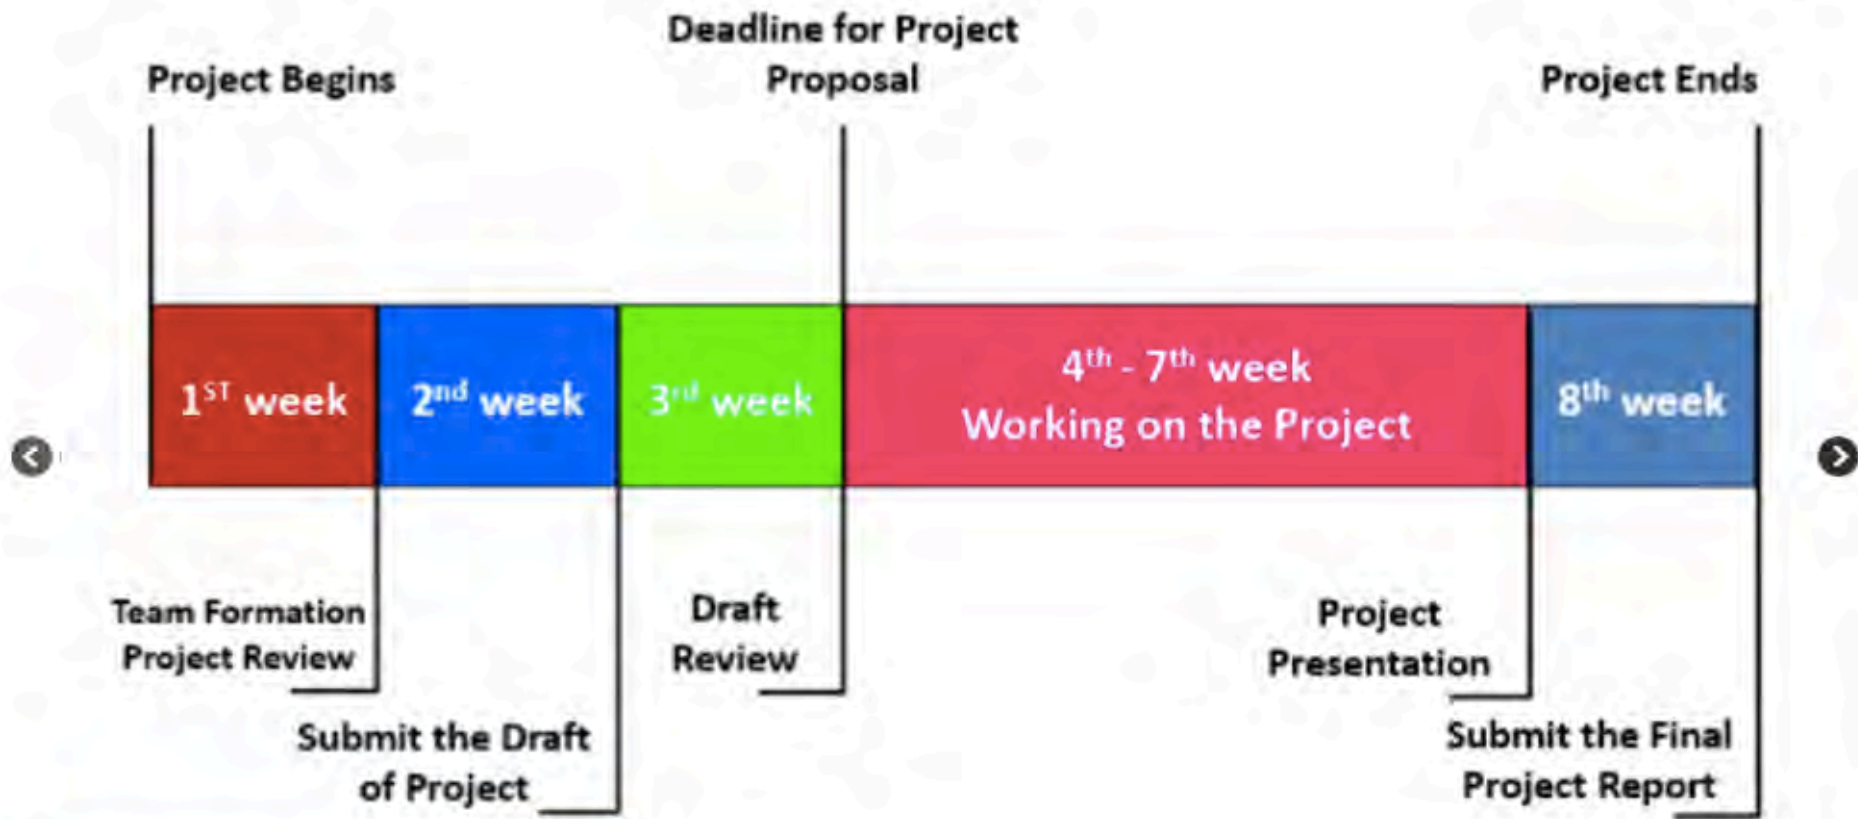 Project Begins
Deadline for Project
Proposal
Project Ends
1ST week
2nd week
3rd week
4th - 7th week
Working on the Project
8th week
Team Formation
Project Review
Submit the Draft
of Project
Draft
Review
Project
Presentation
Submit the Final
Project Report